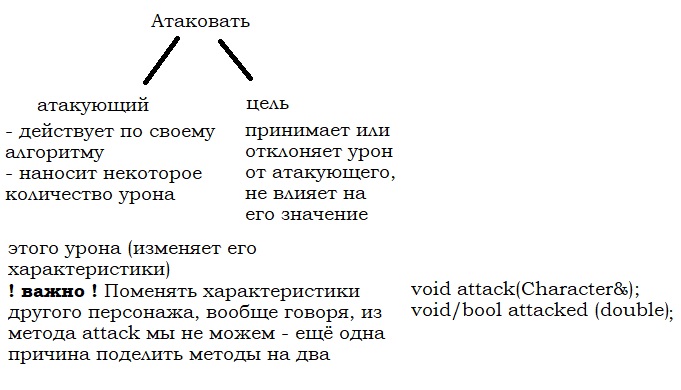 Атаковать
атакующий
- действует по своему
алгоритму
- наносит некоторое
количество урона
цель
принимает или
отклоняет урон
от атакующего,
не влияет на
его значение
этого урона (изменяет его
характеристики)
! важно ! Поменять характеристики
другого персонажа, вообще говоря, из
метода attack мы не можем - ещё одна
причина поделить методы на два
void attack(Character&);
void/bool attacked (double);